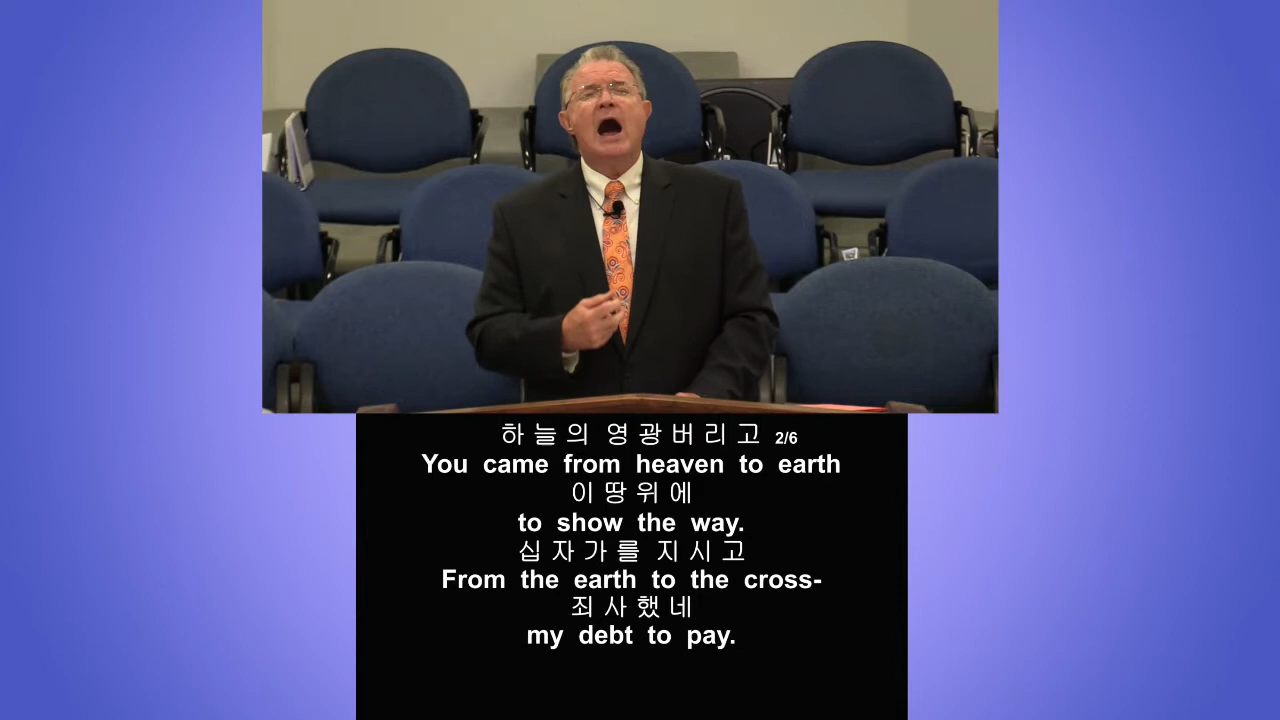 하늘의 영광버리고 2/6
You came from heaven to earth
이땅위에
to show the way.
십자가를 지시고
From the earth to the cross-
죄사했네
my debt to pay.